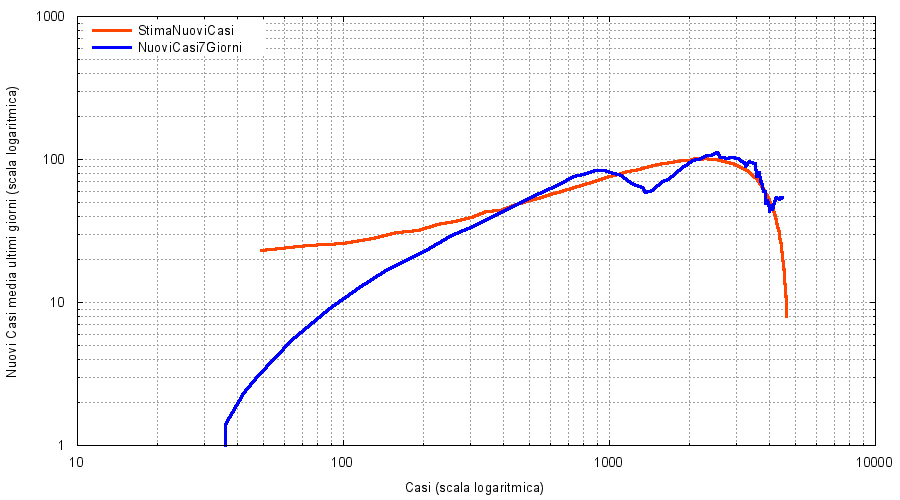 1000
StimaNuoviCasi
NuoviCasi7Giorni
100
10
1
Nuovi Casi media ultimi giorni (scala logaritmica)
10
100
1000
10000
Casi (scala logaritmica)